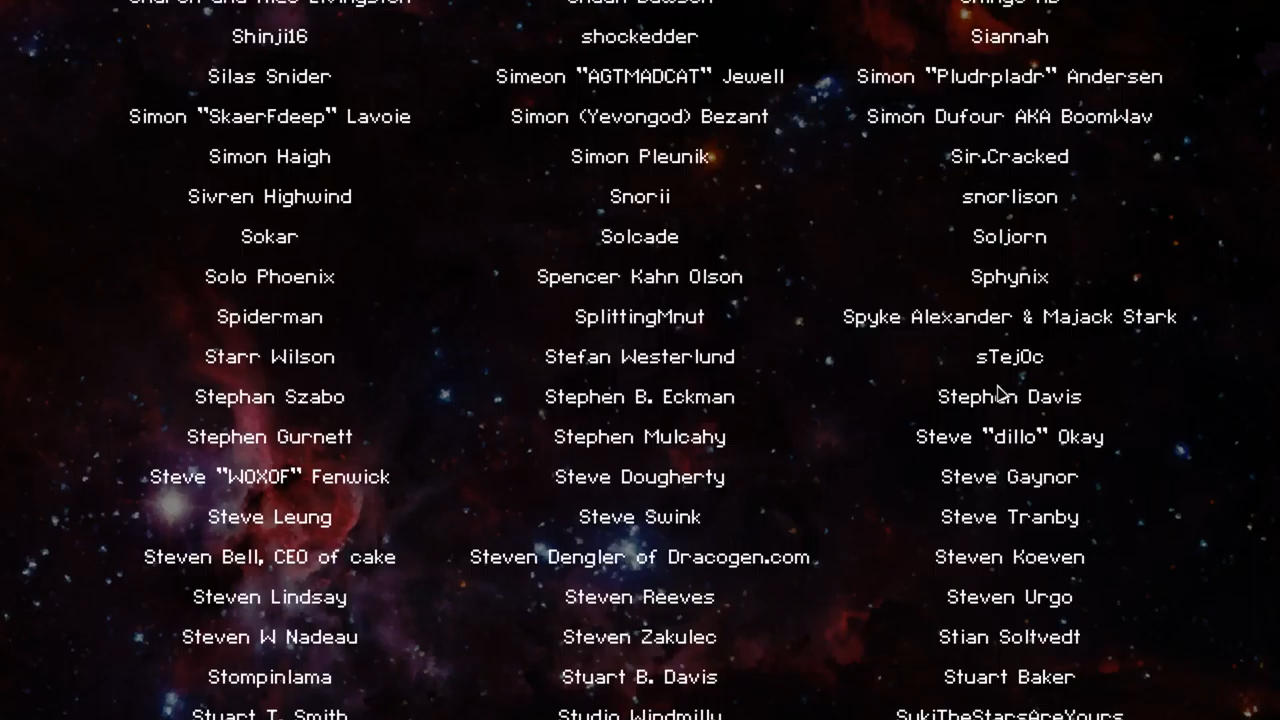 Shinji16 shockedder Siannah
Silas Snider Simeon "AGTMADCAT" Jewell Simon "Pludrpladr" Andersen
Simon "SkaerFdeep" Lavoie Simon (Yevongod) Bezant Simon Dufour AKA BoomWav
Simon Haigh Simon Pleunik Sir.Cracked
Sivren Highwind Snorii snorlison
Sokar Solcade Soljorn
Solo Phoenix Spencer Kahn Olson Sphynix
Spiderman SplittingMnut Spyke Alexander & Majack Stark
Starr Wilson Stefan Westerlund sTejOc
Stephan Szabo Stephen B. Eckman Stephen Davis
Stephen Gurnett Stephen Mulcahy Steve "dillo" Okay
Steve "WOXOF" Fenwick Steve Dougherty Steve Gaynor
Steve Leung Steve Swink Steve Tranby
Steven Bell, CEO of cake Steven Dengler of Dracogen.com Steven Koeven
Steven Lindsay Steven Reeves Steven Urgo
Steven W Nadeau Steven Zakulec Stian Soltvedt
Stompinlama Stuart B. Davis Stuart Baker
Stuart T. Smith Studio Windmilly SukiTheStarsAreYours